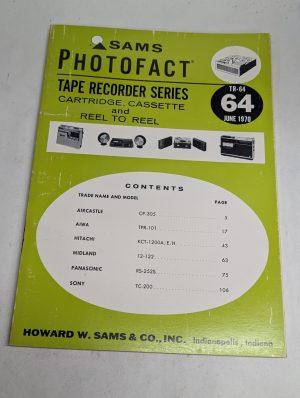 SAMS
PHOTOFACT®
TAPE RECORDER SERIES
CARTRIDGE, CASSETTE
and
REEL TO REEL
TR-64
64
JUNE 1970
CONTENTS
TRADE NAME AND MODEL PAGE
AIRCASTLE CP-305 5
AIWA TPR-101 17
HITACHI KCT-1200A, E, H 43
MIDLAND 12-122 63
PANASONIC RS-252S 75
SONY TC-200 106
HOWARD W. SAMS & CO., INC. Indianapolis, Indiana